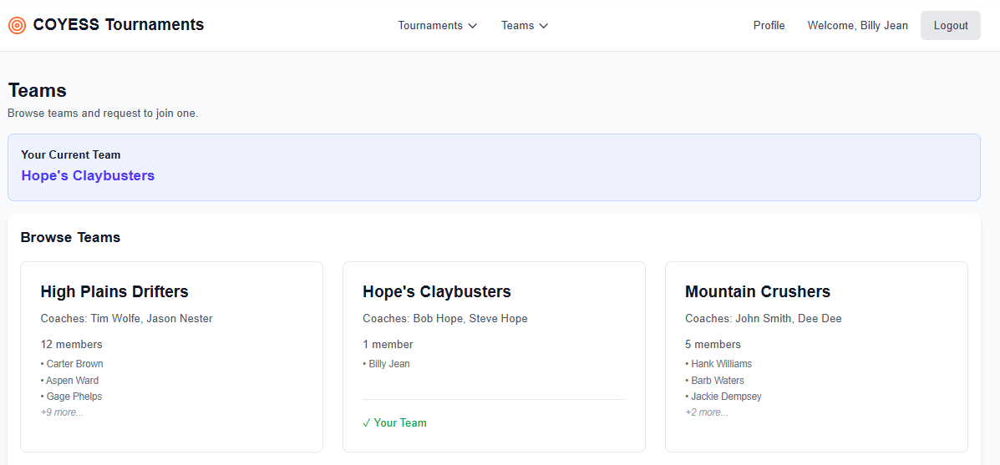 COYESS Tournaments
Tournaments
Teams
Profile
Welcome, Billy Jean
Logout
Teams
Browse teams and request to join one.
Your Current Team
Hope's Claybusters
Browse Teams
High Plains Drifters
Coaches: Tim Wolfe, Jason Nester
12 members
• Carter Brown
• Aspen Ward
• Gage Phelps
+9 more...
Hope's Claybusters
Coaches: Bob Hope, Steve Hope
1 member
• Billy Jean
✓ Your Team
Mountain Crushers
Coaches: John Smith, Dee Dee
5 members
• Hank Williams
• Barb Waters
• Jackie Dempsey
+2 more...